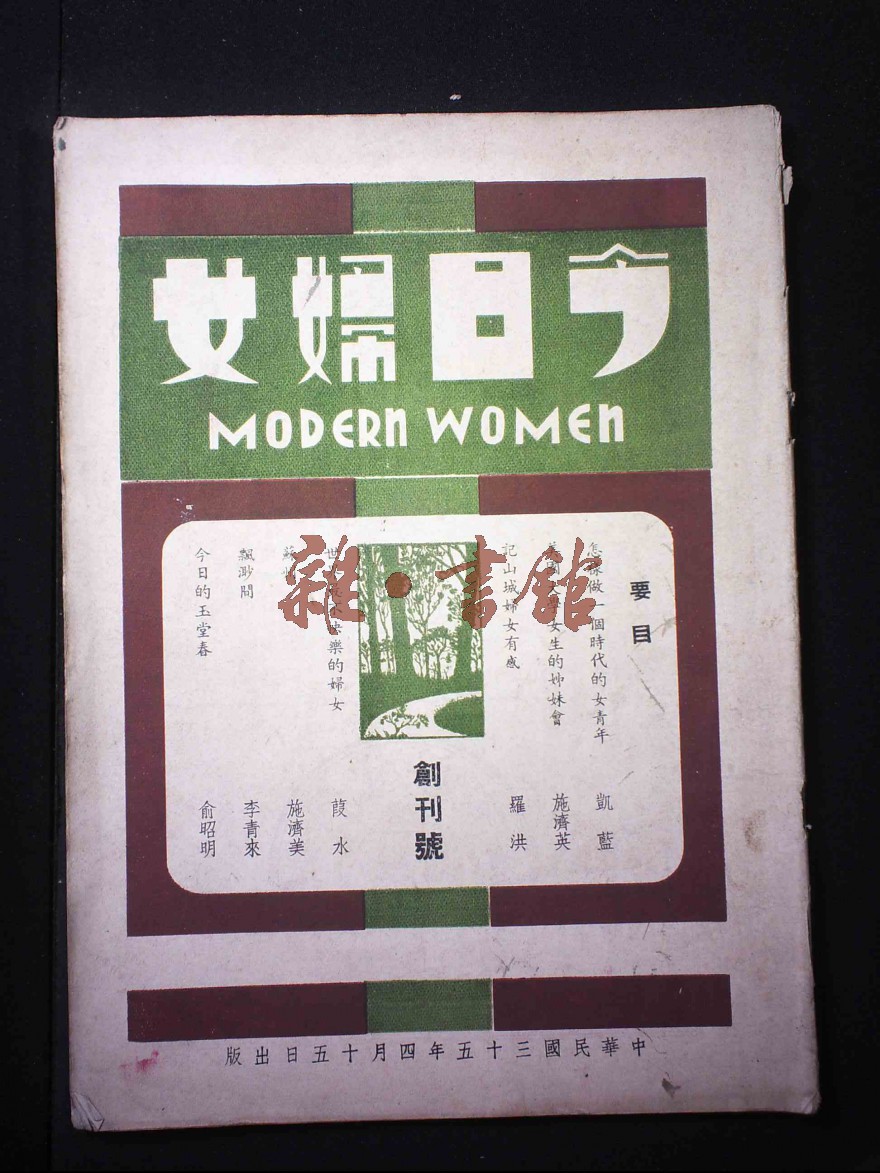 今日婦女
MODERN WOMEN
要目
怎樣做一個時代的女青年 凱藍
女生的姊妹會 施濟英
記山城婦女有感 羅洪
創刊號
世樂的婦女 葭水
施濟美
飄渺間 李青來
今日的玉堂春 俞昭明
雜·書館
中華民國三十五年四月十五日出版